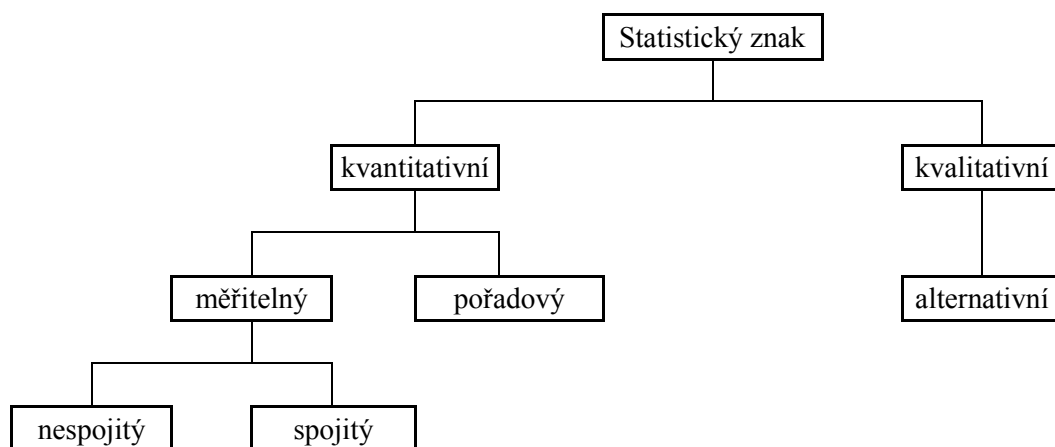 Statistický znak
kvantitativní
kvalitativní
měřitelný
pořadový
alternativní
nespojitý
spojitý